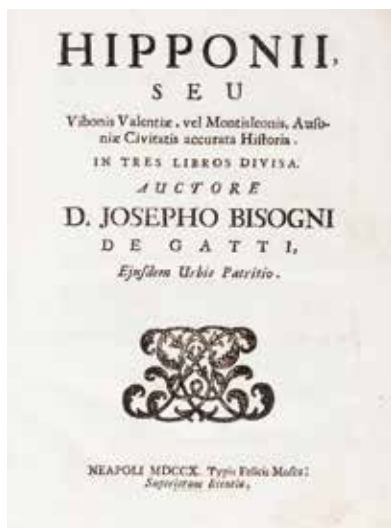 HIPPONII,
SEU
Vibonis Valentiæ, vel Montisleonis, Auso-
niæ Civitatis accurata Historia.
IN TRES LIBROS DIVISA.
AUCTORE
D. JOSEPHO BISOGNI
DE GATTI,
Ejusdem Urbis Patritio.
NEAPOLI MDCCX. Typis Felicis Mosca:
Superiorum licentia,